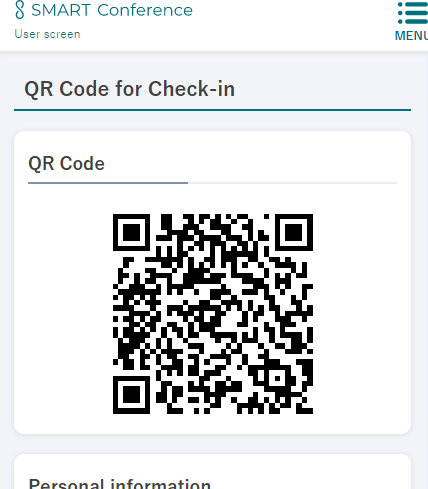 SMART Conference
User screen
MENU
QR Code for Check-in
QR Code
Personal information